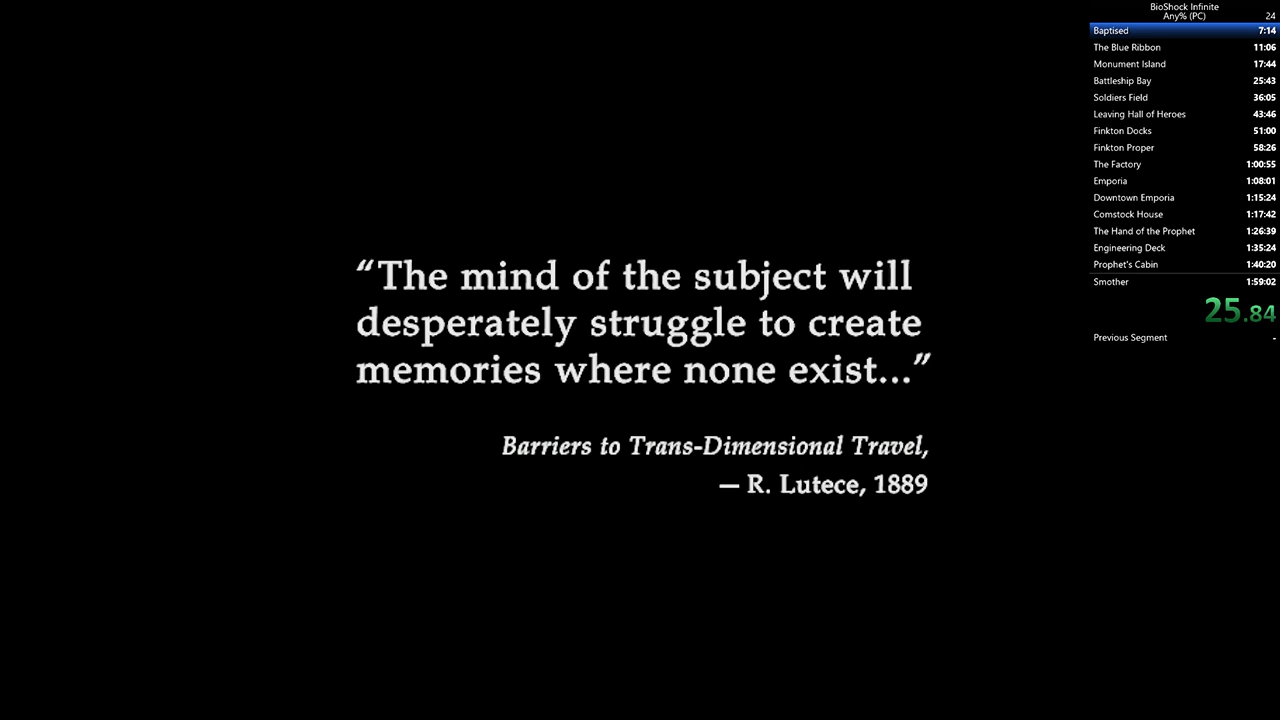 “The mind of the subject will
desperately struggle to create
memories where none exist...”
Barriers to Trans-Dimensional Travel,
— R. Lutece, 1889
BioShock Infinite
Any% (PC) 24
Baptised 7:14
The Blue Ribbon 11:06
Monument Island 17:44
Battleship Bay 25:43
Soldiers Field 36:05
Leaving Hall of Heroes 43:46
Finkton Docks 51:00
Finkton Proper 58:26
The Factory 1:00:55
Emporia 1:08:01
Downtown Emporia 1:15:24
Comstock House 1:17:42
The Hand of the Prophet 1:26:39
Engineering Deck 1:35:24
Prophet's Cabin 1:40:20
Smother 1:59:02
25.84
Previous Segment -